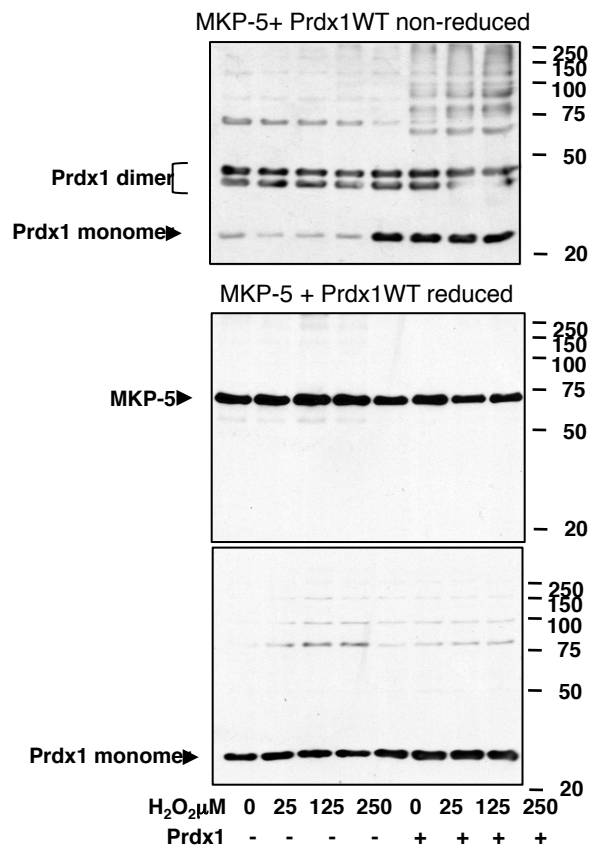 MKP-5+ Prdx1WT non-reduced
250
150
100
75
Prdx1 dimer
50
Prdx1 monomer
20
MKP-5 + Prdx1WT reduced
250
150
100
75
MKP-5
50
20
250
150
100
75
50
Prdx1 monomer
20
H₂O₂μM 0 25 125 250 0 25 125 250
Prdx1 - - - - + + + +